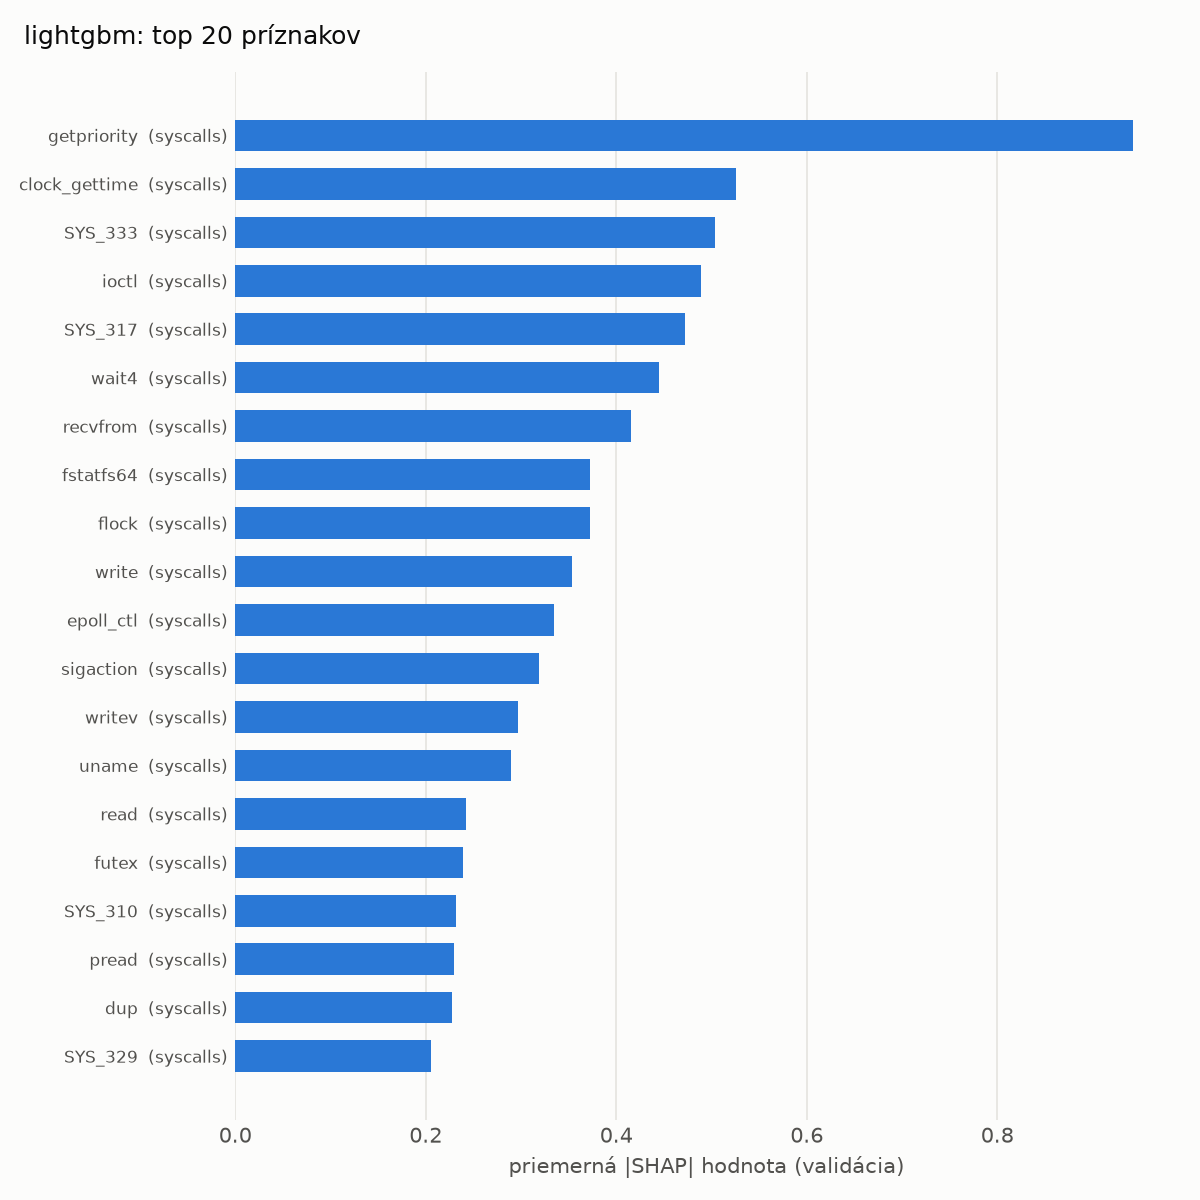 lightgbm: top 20 príznakov
getpriority (syscalls)
clock_gettime (syscalls)
SYS_333 (syscalls)
ioctl (syscalls)
SYS_317 (syscalls)
wait4 (syscalls)
recvfrom (syscalls)
fstatfs64 (syscalls)
flock (syscalls)
write (syscalls)
epoll_ctl (syscalls)
sigaction (syscalls)
writev (syscalls)
uname (syscalls)
read (syscalls)
futex (syscalls)
SYS_310 (syscalls)
pread (syscalls)
dup (syscalls)
SYS_329 (syscalls)
0.0 0.2 0.4 0.6 0.8
priemerná |SHAP| hodnota (validácia)